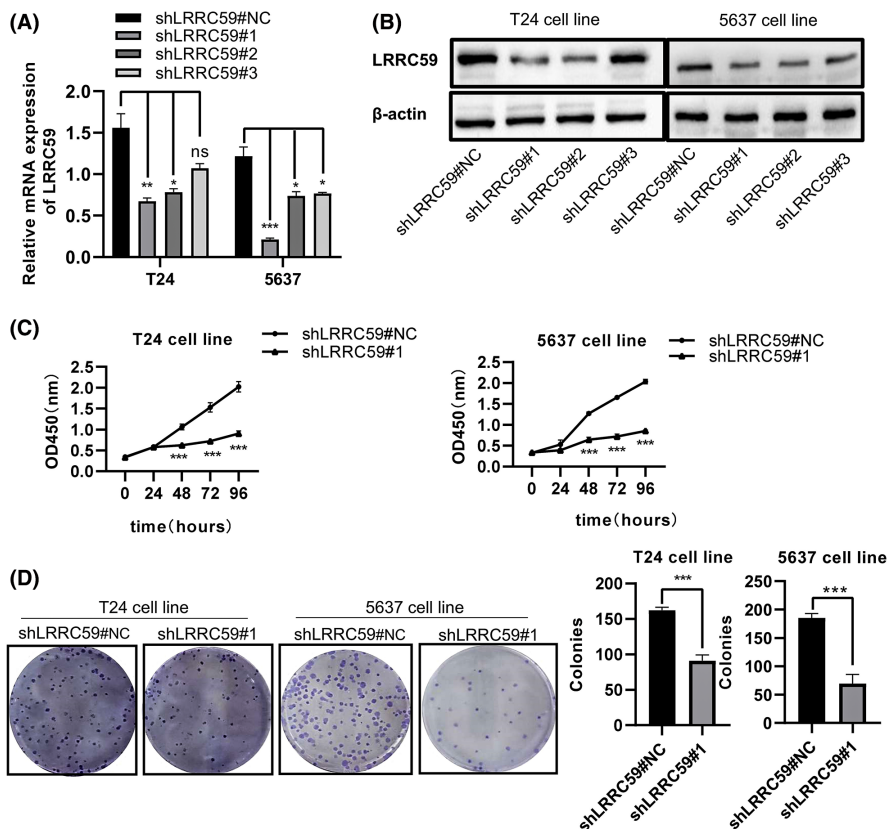 (A)
shLRRC59#NC
shLRRC59#1
shLRRC59#2
shLRRC59#3
Relative mRNA expression
of LRRC59
2.0
1.5
1.0
0.5
0.0
**
*
ns
***
*
*
T24
5637
(B)
T24 cell line
5637 cell line
LRRC59
β-actin
shLRRC59#NC
shLRRC59#1
shLRRC59#2
shLRRC59#3
shLRRC59#NC
shLRRC59#1
shLRRC59#2
shLRRC59#3
(C)
T24 cell line
shLRRC59#NC
shLRRC59#1
OD450(nm)
2.5
2.0
1.5
1.0
0.5
0.0
***
***
***
0 24 48 72 96
time(hours)
5637 cell line
shLRRC59#NC
shLRRC59#1
OD450(nm)
2.5
2.0
1.5
1.0
0.5
0.0
***
***
***
0 24 48 72 96
time(hours)
(D)
T24 cell line
5637 cell line
shLRRC59#NC
shLRRC59#1
shLRRC59#NC
shLRRC59#1
T24 cell line
Colonies
200
150
100
50
0
***
shLRRC59#NC
shLRRC59#1
5637 cell line
Colonies
250
200
150
100
50
0
***
shLRRC59#NC
shLRRC59#1